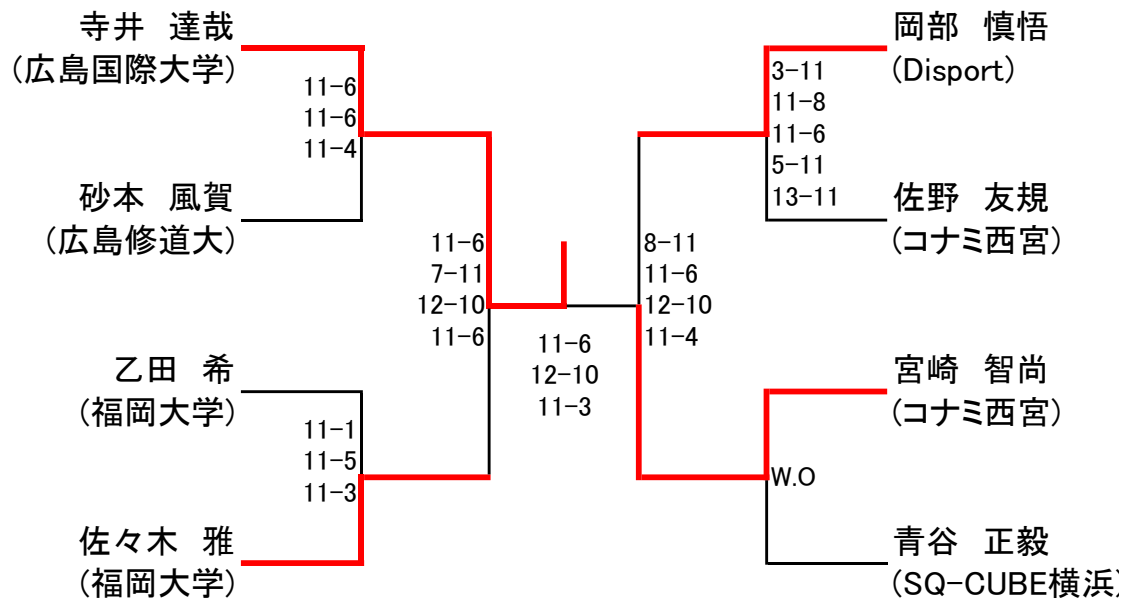 寺井　達哉
(広島国際大学)
11-6
11-6
11-4
砂本　風賀
(広島修道大)
11-6
7-11
12-10
11-6
乙田　希
(福岡大学)
11-1
11-5
11-3
佐々木　雅
(福岡大学)
11-6
12-10
11-3
岡部　慎悟
(Disport)
3-11
11-8
11-6
5-11
13-11
佐野　友規
(コナミ西宮)
8-11
11-6
12-10
11-4
宮崎　智尚
(コナミ西宮)
W.O
青谷　正毅
(SQ-CUBE横浜)